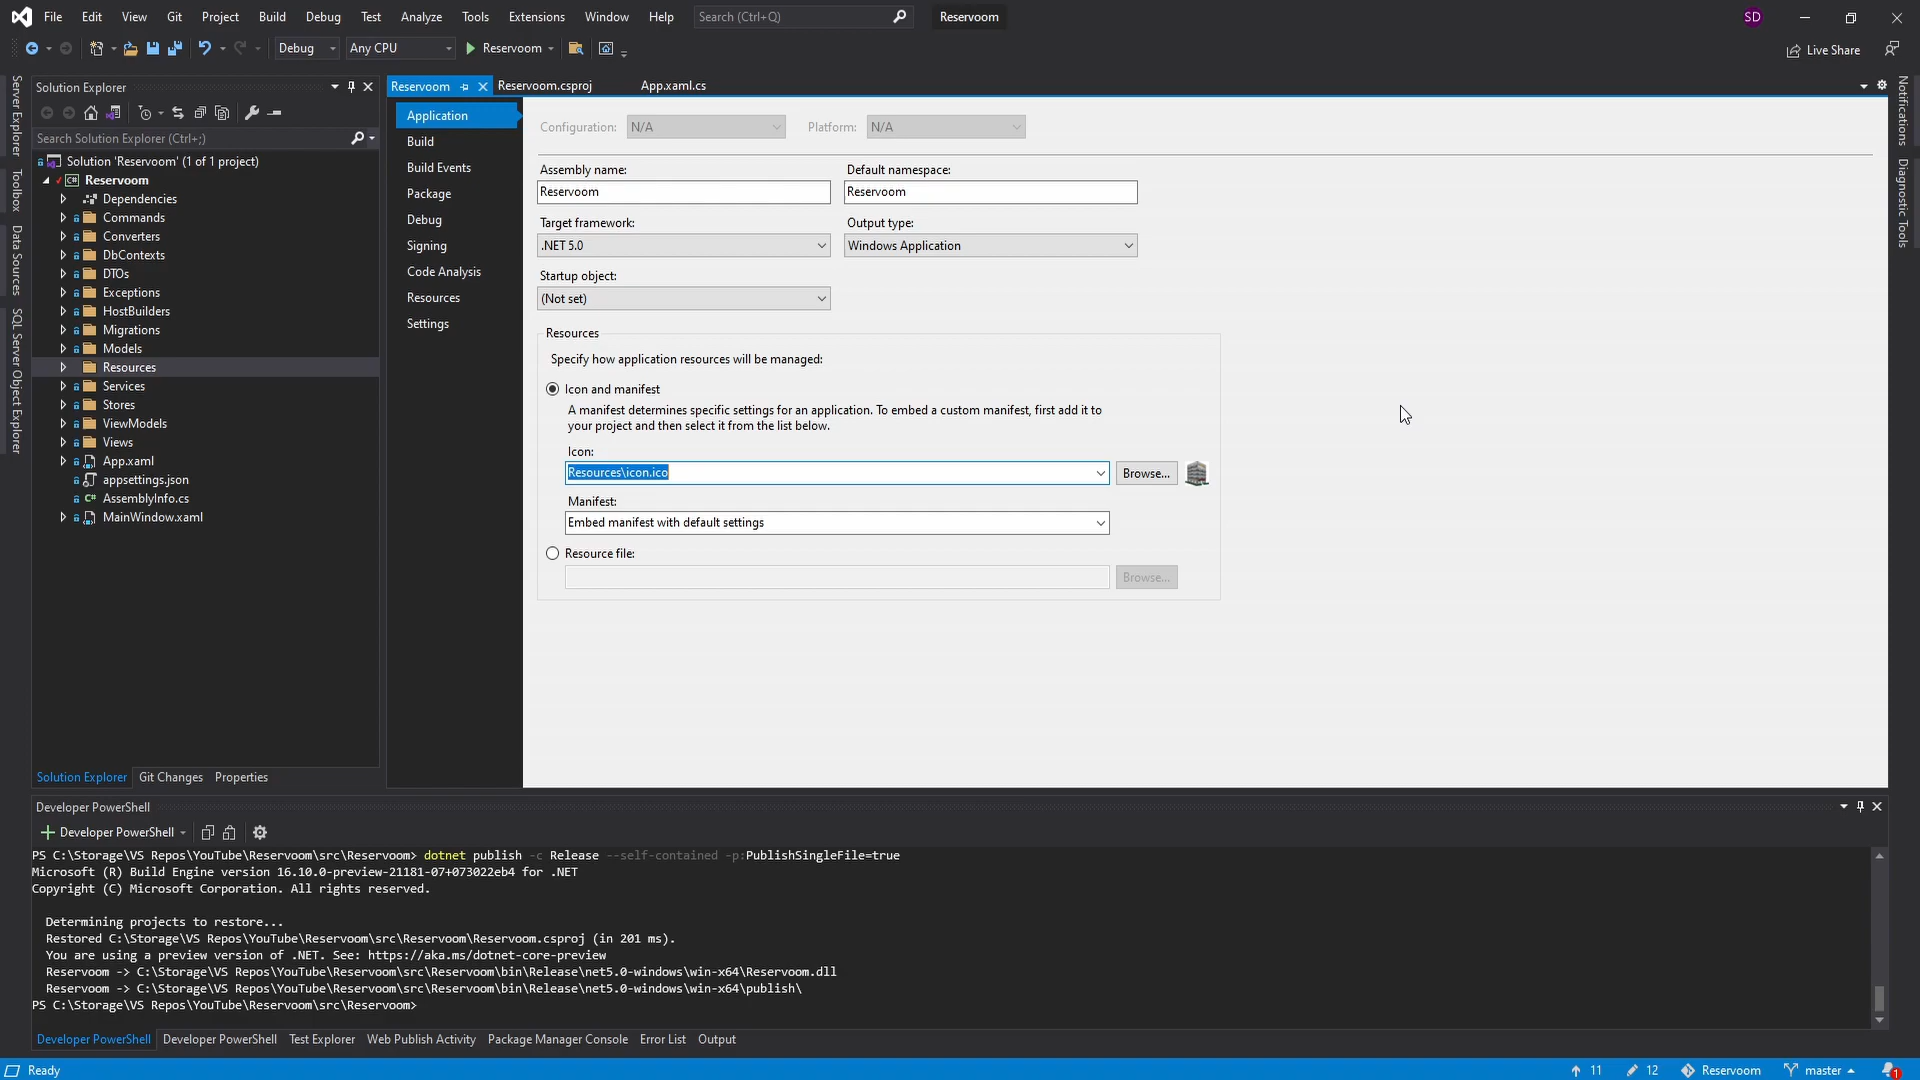 File Edit View Git Project Build Debug Test Analyze Tools Extensions Window Help Search (Ctrl+Q) Reservoom SD
Debug Any CPU Reservoom Live Share
Server Explorer
Toolbox
Data Sources
SQL Server Object Explorer
Solution Explorer
Search Solution Explorer (Ctrl+;)
Solution 'Reservoom' (1 of 1 project)
C# Reservoom
Dependencies
Commands
Converters
DbContexts
DTOs
Exceptions
HostBuilders
Migrations
Models
Resources
Services
Stores
ViewModels
Views
App.xaml
appsettings.json
C# AssemblyInfo.cs
MainWindow.xaml
Solution Explorer Git Changes Properties
Reservoom Reservoom.csproj App.xaml.cs
Application
Build
Build Events
Package
Debug
Signing
Code Analysis
Resources
Settings
Configuration: N/A Platform: N/A
Assembly name: Default namespace:
Reservoom Reservoom
Target framework: Output type:
.NET 5.0 Windows Application
Startup object:
(Not set)
Resources
Specify how application resources will be managed:
Icon and manifest
A manifest determines specific settings for an application. To embed a custom manifest, first add it to
your project and then select it from the list below.
Icon:
Resources\icon.ico Browse...
Manifest:
Embed manifest with default settings
Resource file:
Browse...
Notifications
Diagnostic Tools
Developer PowerShell
Developer PowerShell
PS C:\Storage\VS Repos\YouTube\Reservoom\src\Reservoom> dotnet publish -c Release --self-contained -p:PublishSingleFile=true
Microsoft (R) Build Engine version 16.10.0-preview-21181-07+073022eb4 for .NET
Copyright (C) Microsoft Corporation. All rights reserved.
Determining projects to restore...
Restored C:\Storage\VS Repos\YouTube\Reservoom\src\Reservoom\Reservoom.csproj (in 201 ms).
You are using a preview version of .NET. See: https://aka.ms/dotnet-core-preview
Reservoom -> C:\Storage\VS Repos\YouTube\Reservoom\src\Reservoom\bin\Release\net5.0-windows\win-x64\Reservoom.dll
Reservoom -> C:\Storage\VS Repos\YouTube\Reservoom\src\Reservoom\bin\Release\net5.0-windows\win-x64\publish\
PS C:\Storage\VS Repos\YouTube\Reservoom\src\Reservoom>
Developer PowerShell Developer PowerShell Test Explorer Web Publish Activity Package Manager Console Error List Output
Ready 11 12 Reservoom master 1